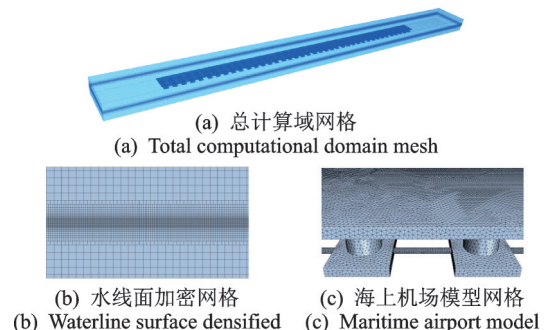 (a) 总计算域网格
(a) Total computational domain mesh
(b) 水线面加密网格
(b) Waterline surface densified
(c) 海上机场模型网格
(c) Maritime airport model